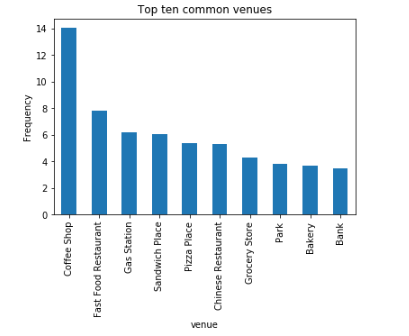 Top ten common venues
14
12
10
8
6
4
2
0
Frequency
Coffee Shop
Fast Food Restaurant
Gas Station
Sandwich Place
Pizza Place
Chinese Restaurant
Grocery Store
Park
Bakery
Bank
venue